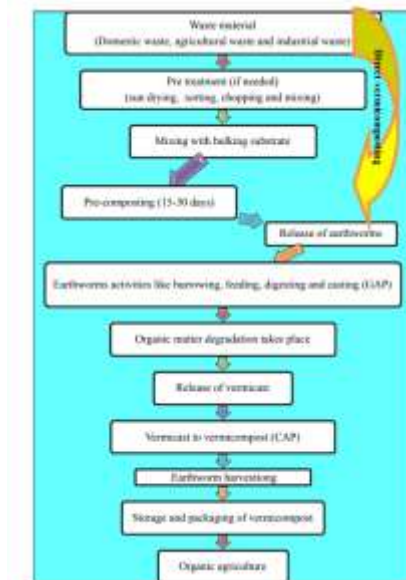 Waste material
(Domestic waste, agricultural waste and industrial waste)
Pre treatment (if needed)
(sun drying, sorting, chopping and mixing)
Mixing with bulking substrate
Pre-composting (15-30 days)
Release of earthworms
Direct vermicomposting
Earthworms activities like burrowing, feeding, digesting and casting (GAP)
Organic matter degradation takes place
Release of vermicast
Vermicast to vermicompost (CAP)
Earthworm harvesting
Storage and packaging of vermicompost
Organic agriculture